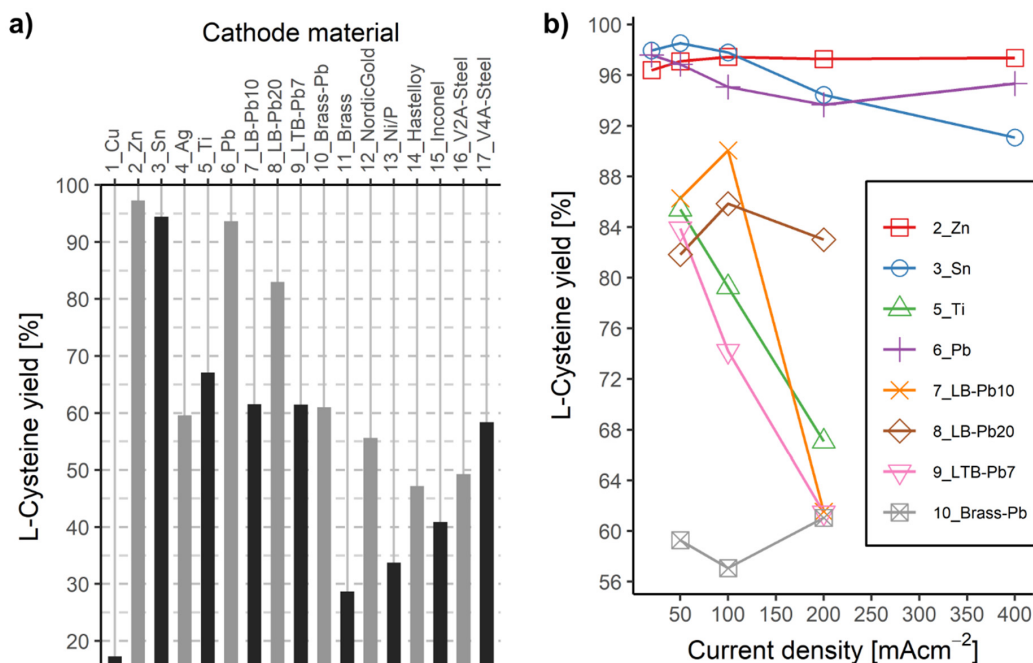 a)
Cathode material
1_Cu
2_Zn
3_Sn
4_Ag
5_Ti
6_Pb
7_LB-Pb10
8_LB-Pb20
9_LTB-Pb7
10_Brass-Pb
11_Brass
12_NordicGold
13_Ni/P
14_Hastelloy
15_Inconel
16_V2A-Steel
17_V4A-Steel
L-Cysteine yield [%]
100
90
80
70
60
50
40
30
20
b)
L-Cysteine yield [%]
100
96
92
88
84
80
76
72
68
64
60
56
2_Zn
3_Sn
5_Ti
6_Pb
7_LB-Pb10
8_LB-Pb20
9_LTB-Pb7
10_Brass-Pb
50 100 200 300 400
Current density [mAcm⁻²]